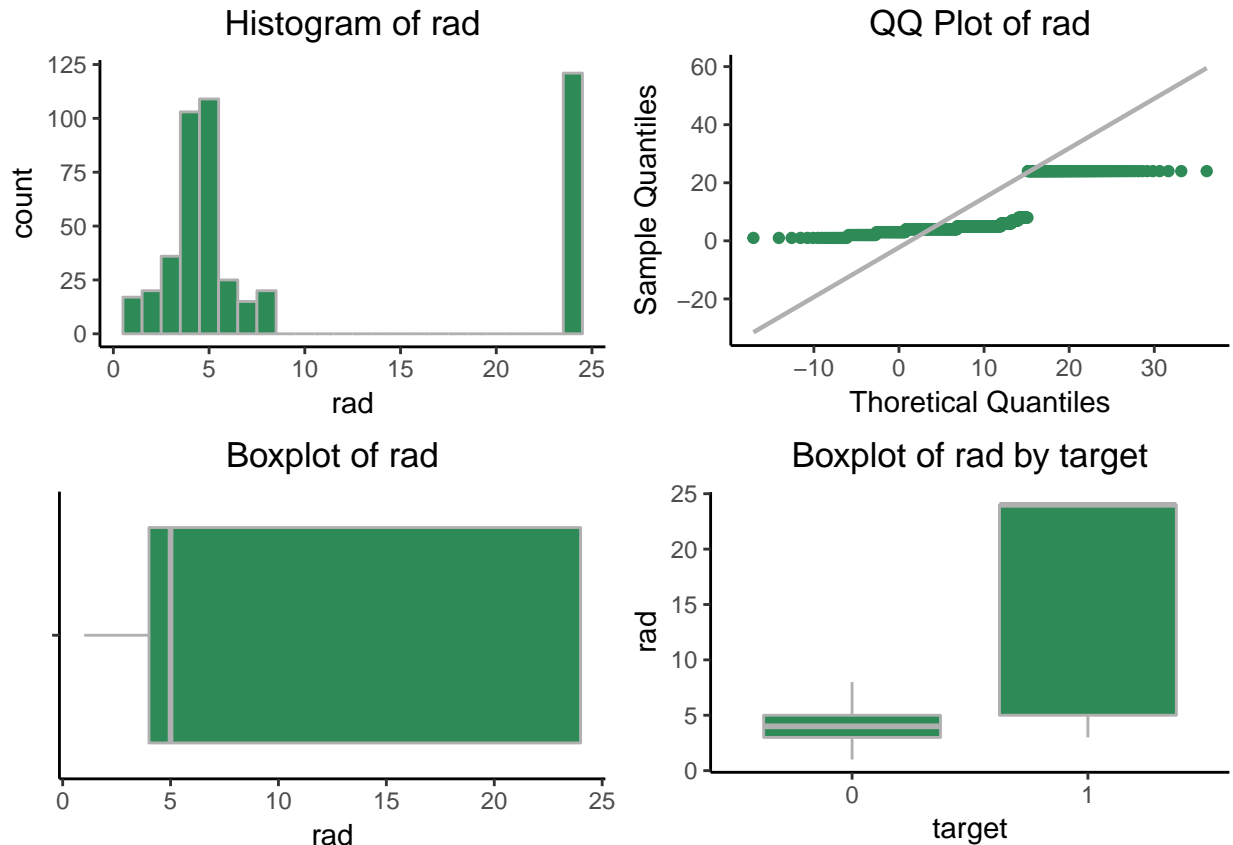 Histogram of rad
125
100
75
50
25
0
count
0 5 10 15 20 25
rad
QQ Plot of rad
60
40
20
0
−20
Sample Quantiles
−10 0 10 20 30
Thoretical Quantiles
Boxplot of rad
0 5 10 15 20 25
rad
Boxplot of rad by target
25
20
15
10
5
0
rad
0 1
target